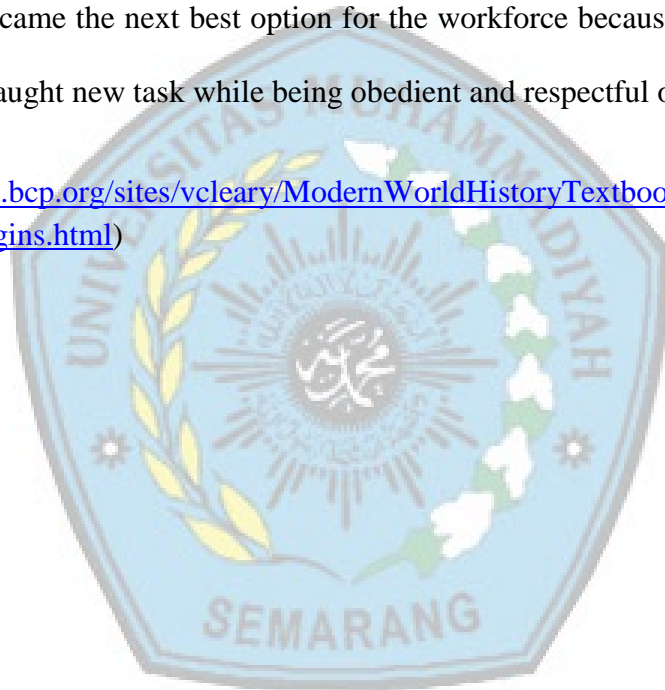 came the next best option for the workforce becaus
aught new task while being obedient and respectful o
.bcp.org/sites/vcleary/ModernWorldHistoryTextboo
gins.html)
UNIVERSITAS MUHAMMADIYAH
SEMARANG
محمدية